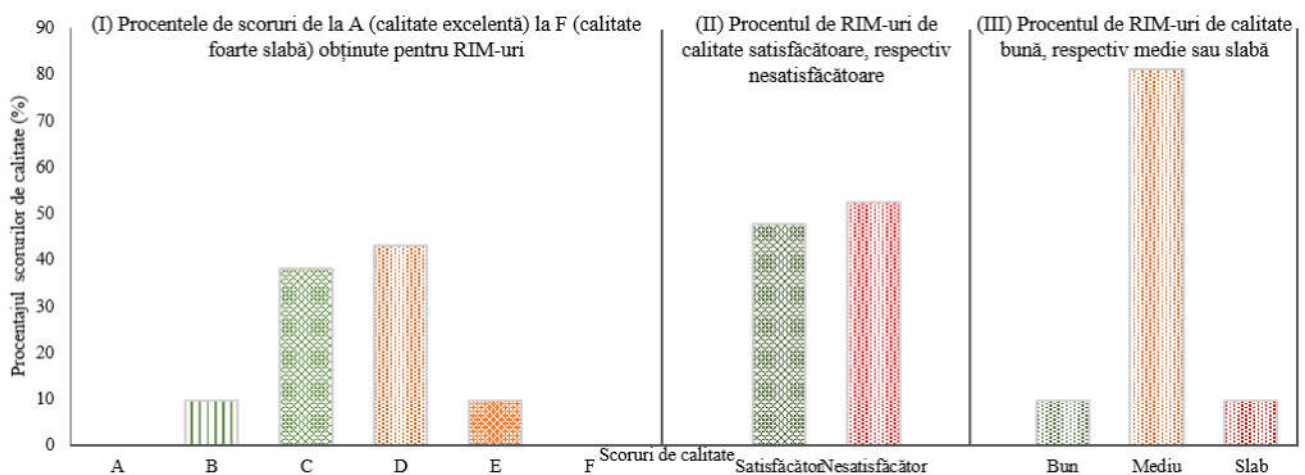 (I) Procentele de scoruri de la A (calitate excelentă) la F (calitate
foarte slabă) obținute pentru RIM-uri
(II) Procentul de RIM-uri de
calitate satisfăcătoare, respectiv
nesatisfăcătoare
(III) Procentul de RIM-uri de calitate
bună, respectiv medie sau slabă
Procentajul scorurilor de calitate (%)
90
80
70
60
50
40
30
20
10
0
A B C D E F
Satisfăcător Nesatisfăcător
Bun Mediu Slab
Scoruri de calitate